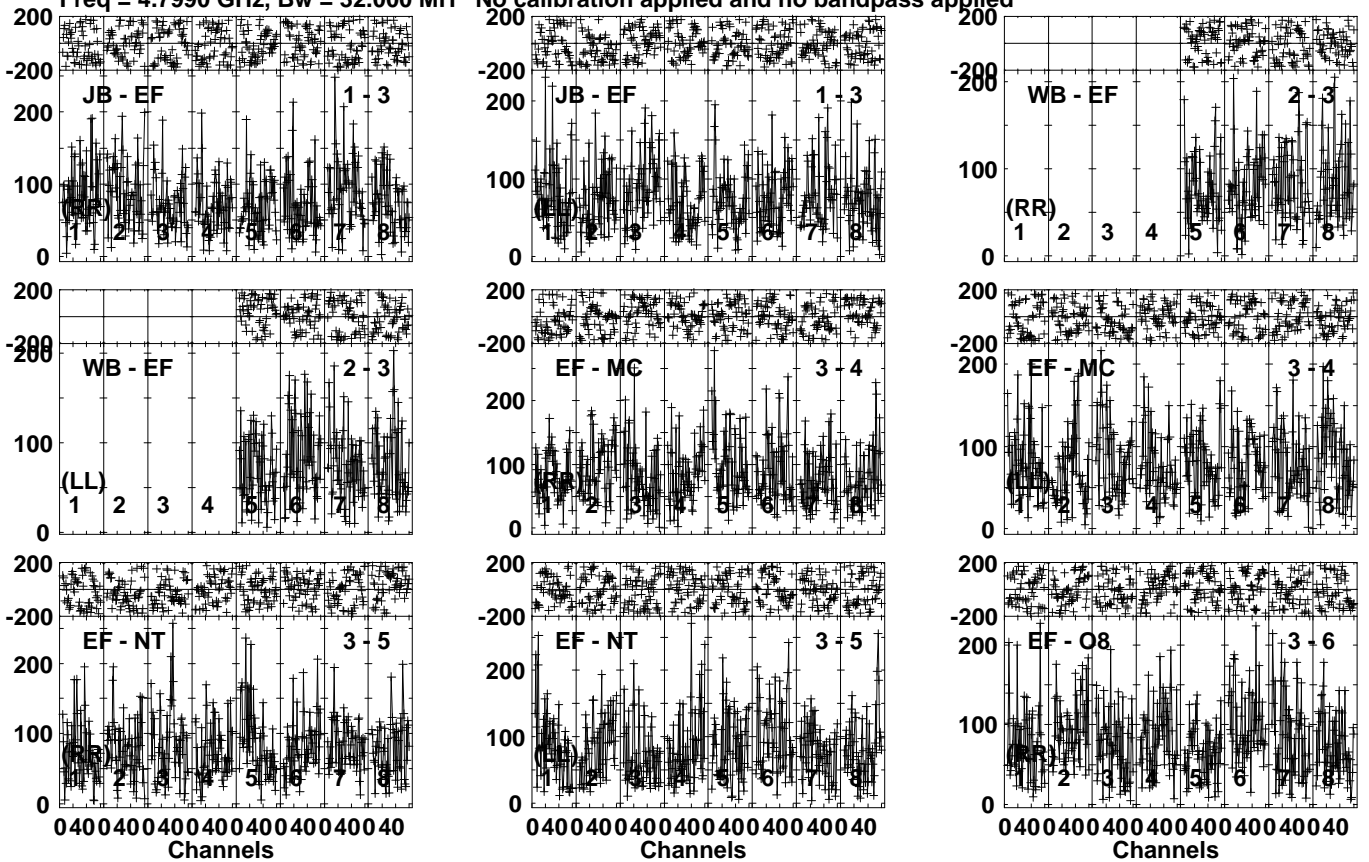 Freq = 4.7990 GHz, Bw = 32.000 MH No calibration applied and no bandpass applied
200 200 200
-200 -200 -200
JB - EF 1 - 3 JB - EF 1 - 3 WB - EF 2 - 3
200 200 200
100 100 100
(RR) (LL) (RR)
1 2 3 4 5 6 7 8 1 2 3 4 5 6 7 8 1 2 3 4 5 6 7 8
0 0 0
200 200 200
-200 -200 -200
200 200 200
WB - EF 2 - 3 EF - MC 3 - 4 EF - MC 3 - 4
100 100 100
(LL) (RR) (LL)
1 2 3 4 5 6 7 8 1 2 3 4 5 6 7 8 1 2 3 4 5 6 7 8
0 0 0
200 200 200
-200 -200 -200
EF - NT 3 - 5 EF - NT 3 - 5 EF - O8 3 - 6
200 200 200
100 100 100
(RR) (LL) (RR)
1 2 3 4 5 6 7 8 1 2 3 4 5 6 7 8 1 2 3 4 5 6 7 8
0 0 0
0 40 0 40 0 40 0 40 0 40 0 40 0 40 0 40 0 40 0 40 0 40 0 40 0 40 0 40 0 40 0 40 0 40 0 40 0 40 0 40 0 40 0 40 0 40 0 40
Channels Channels Channels